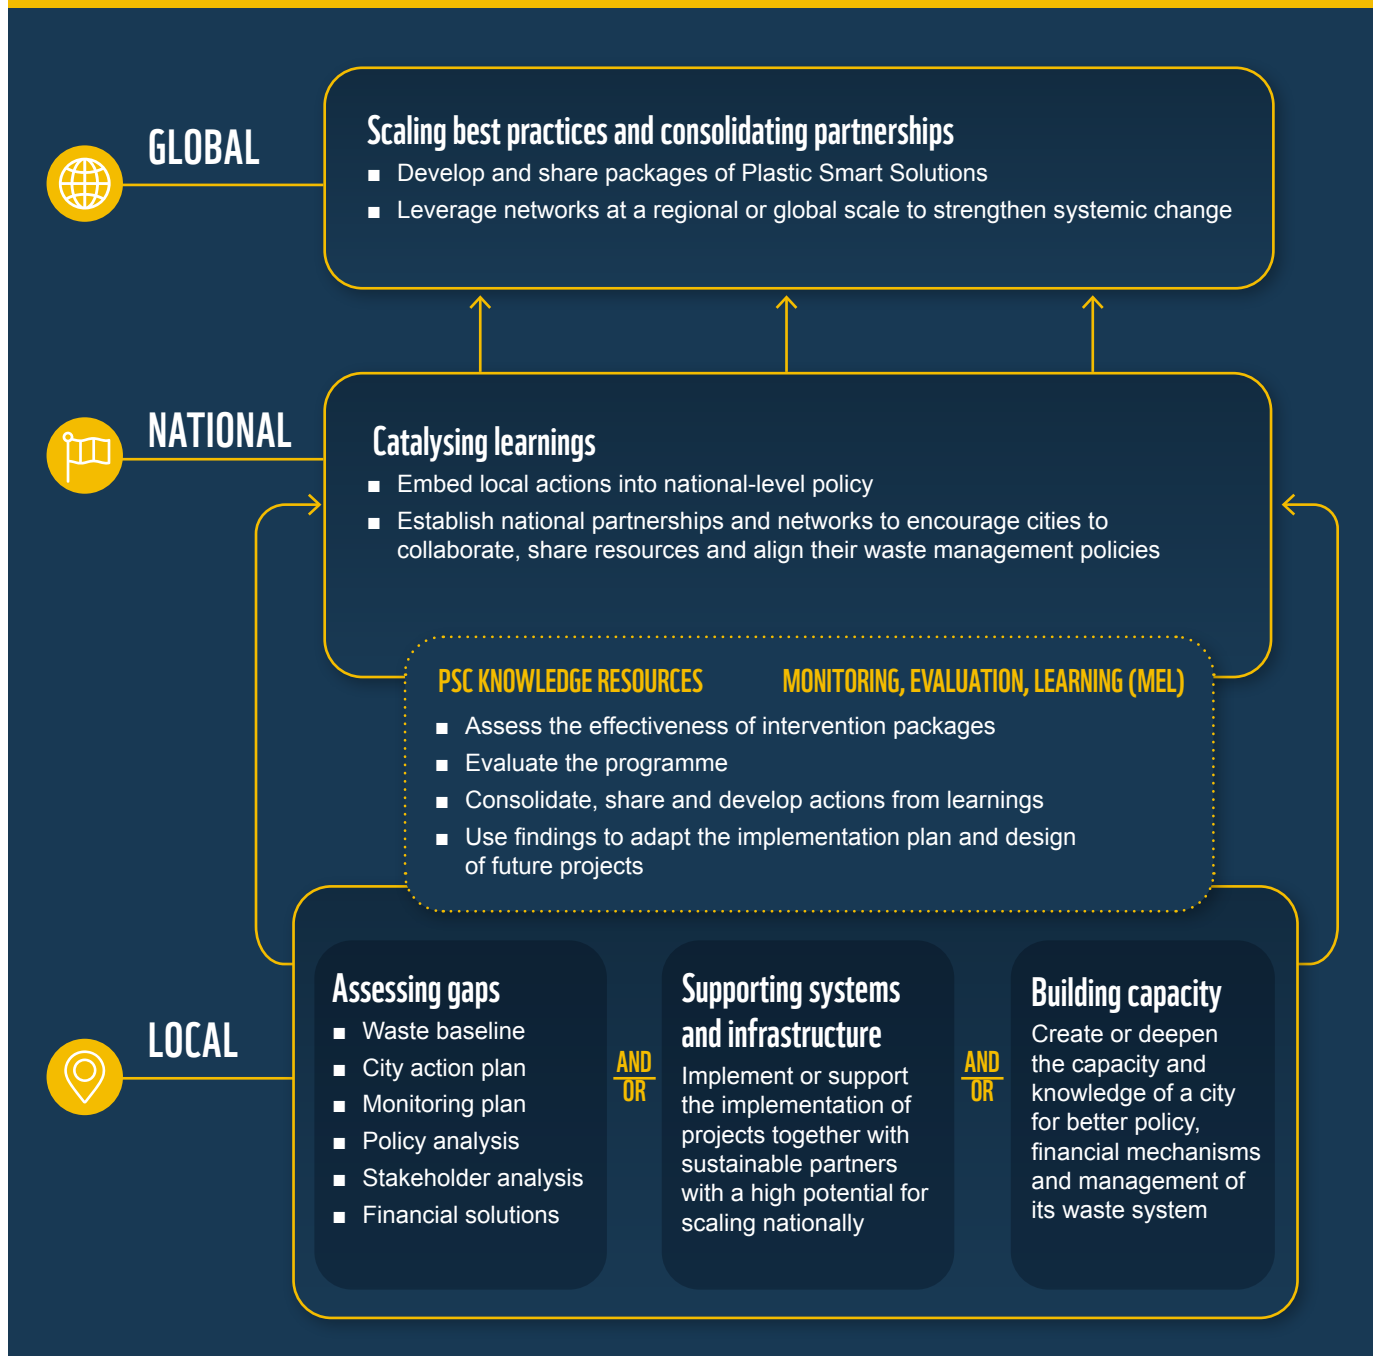 GLOBAL
Scaling best practices and consolidating partnerships
■ Develop and share packages of Plastic Smart Solutions
■ Leverage networks at a regional or global scale to strengthen systemic change
NATIONAL
Catalysing learnings
■ Embed local actions into national-level policy
■ Establish national partnerships and networks to encourage cities to
collaborate, share resources and align their waste management policies
PSC KNOWLEDGE RESOURCES
MONITORING, EVALUATION, LEARNING (MEL)
■ Assess the effectiveness of intervention packages
■ Evaluate the programme
■ Consolidate, share and develop actions from learnings
■ Use findings to adapt the implementation plan and design
of future projects
LOCAL
Assessing gaps
■ Waste baseline
■ City action plan
■ Monitoring plan
■ Policy analysis
■ Stakeholder analysis
■ Financial solutions
AND
OR
Supporting systems
and infrastructure
Implement or support
the implementation of
projects together with
sustainable partners
with a high potential for
scaling nationally
AND
OR
Building capacity
Create or deepen
the capacity and
knowledge of a city
for better policy,
financial mechanisms
and management of
its waste system